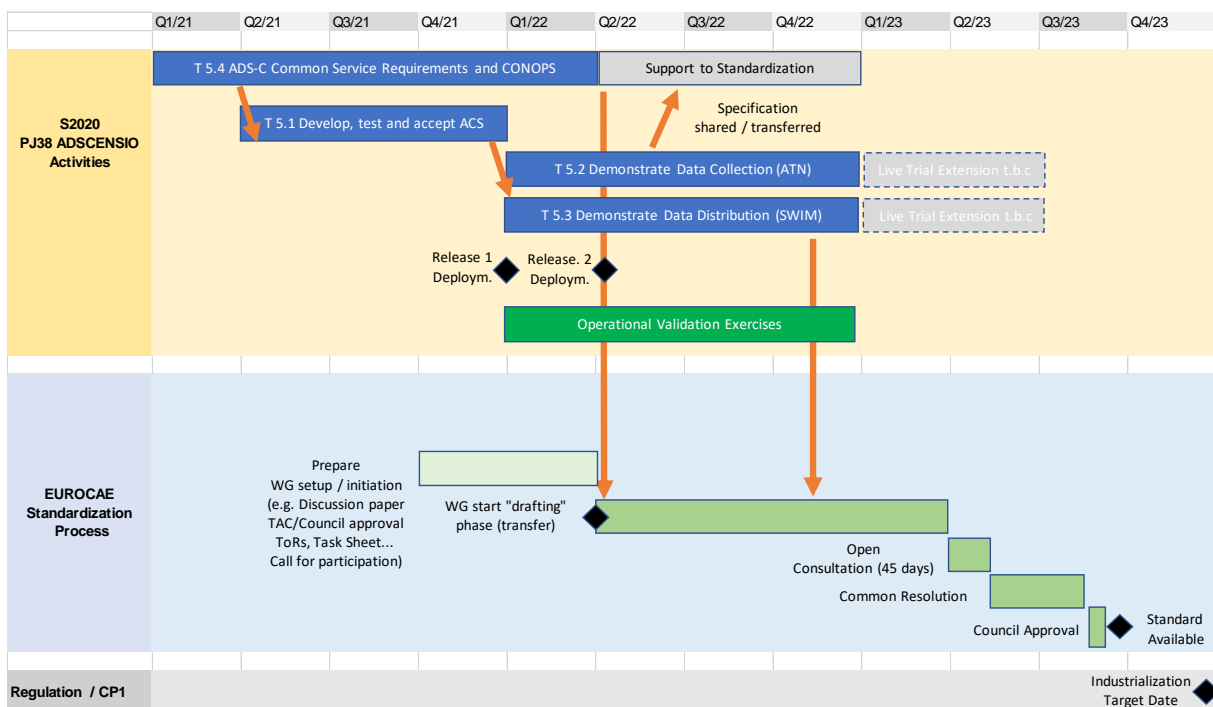 Q1/21 Q2/21 Q3/21 Q4/21 Q1/22 Q2/22 Q3/22 Q4/22 Q1/23 Q2/23 Q3/23 Q4/23
S2020
PJ38 ADSCENSIO
Activities
T 5.4 ADS-C Common Service Requirements and CONOPS
Support to Standardization
T 5.1 Develop, test and accept ACS
Specification
shared / transferred
T 5.2 Demonstrate Data Collection (ATN)
Live Trial Extension t.b.c
T 5.3 Demonstrate Data Distribution (SWIM)
Live Trial Extension t.b.c
Release 1
Deploym.
Release. 2
Deploym.
Operational Validation Exercises
EUROCAE
Standardization
Process
Prepare
WG setup / initiation
(e.g. Discussion paper
TAC/Council approval
ToRs, Task Sheet...
Call for participation)
WG start "drafting"
phase (transfer)
Open
Consultation (45 days)
Common Resolution
Council Approval
Standard
Available
Regulation / CP1
Industrialization
Target Date